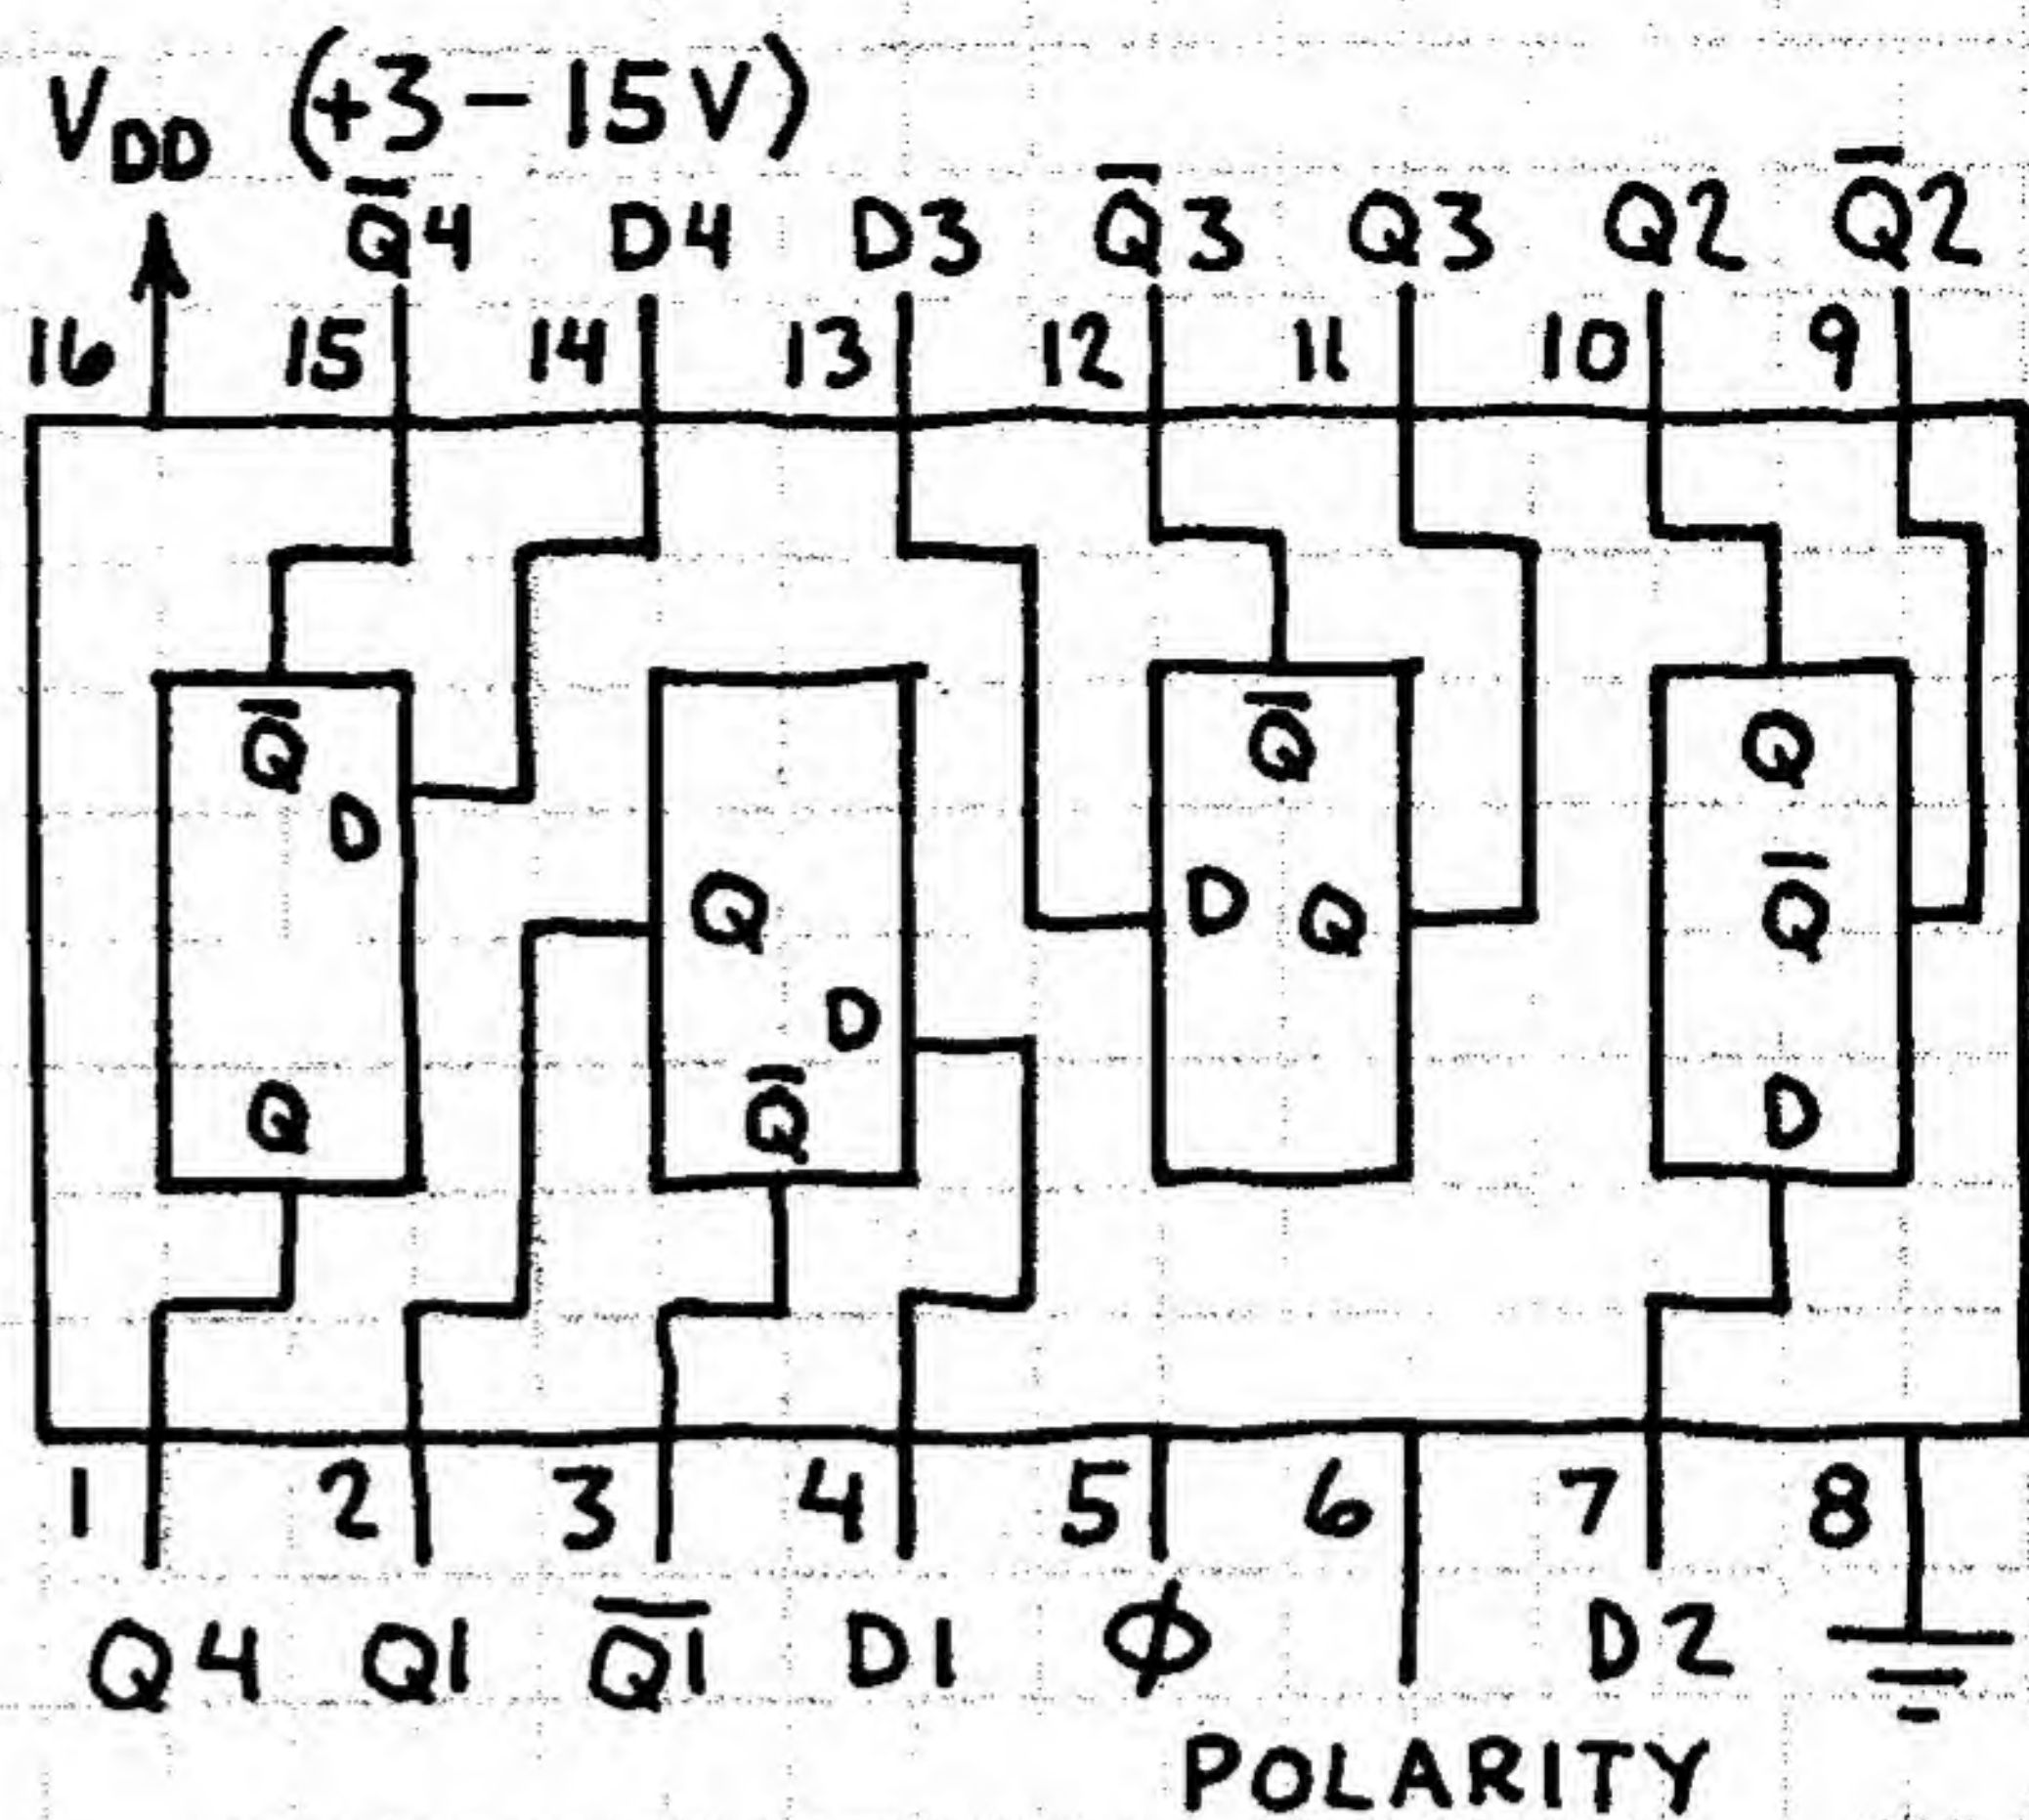 V_DD (+3-15V)
Q̅4 D4 D3 Q̅3 Q3 Q2 Q̅2
16 15 14 13 12 11 10 9
Q̅ Q̅ Q
D
Q D Q Q̅
D
Q Q̅ D
1 2 3 4 5 6 7 8
Q4 Q1 Q̅1̅ D1 ϕ D2
POLARITY